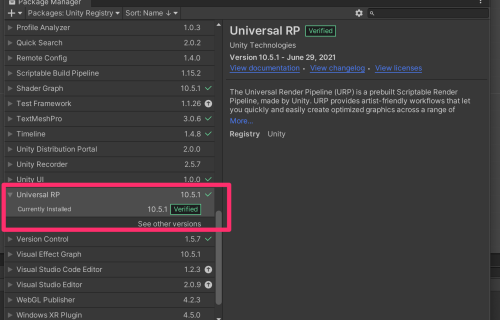 Package Manager
+ Packages: Unity Registry Sort: Name ↓
Profile Analyzer 1.0.3
Quick Search 2.0.2
Remote Config 1.4.0
Scriptable Build Pipeline 1.15.2
Shader Graph 10.5.1 ✓
Test Framework 1.1.26
TextMeshPro 3.0.6 ✓
Timeline 1.4.8 ✓
Unity Distribution Portal 2.0.0
Unity Recorder 2.5.7
Unity UI 1.0.0 ✓
Universal RP 10.5.1 ✓
Currently Installed 10.5.1 Verified
See other versions
Version Control 1.5.7 ✓
Visual Effect Graph 10.5.1
Visual Studio Code Editor 1.2.3
Visual Studio Editor 2.0.9
WebGL Publisher 4.2.3
Windows XR Plugin 4.5.0
Universal RP Verified
Unity Technologies
Version 10.5.1 - June 29, 2021
View documentation • View changelog • View licenses
The Universal Render Pipeline (URP) is a prebuilt Scriptable Render
Pipeline, made by Unity. URP provides artist-friendly workflows that let
you quickly and easily create optimized graphics across a range of
More...
Registry Unity